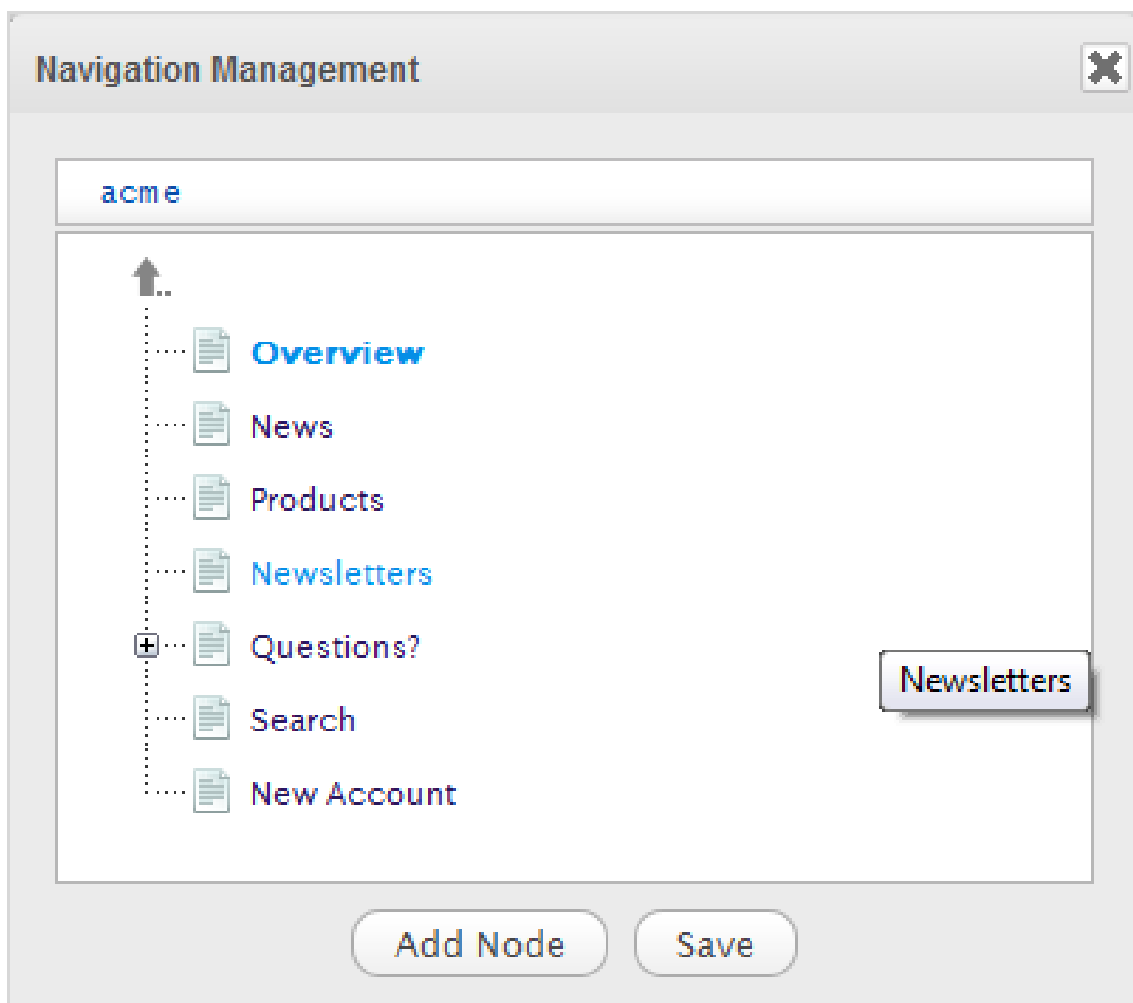 Navigation Management
acme
..
Overview
News
Products
Newsletters
Questions?
Newsletters
Search
New Account
Add Node
Save